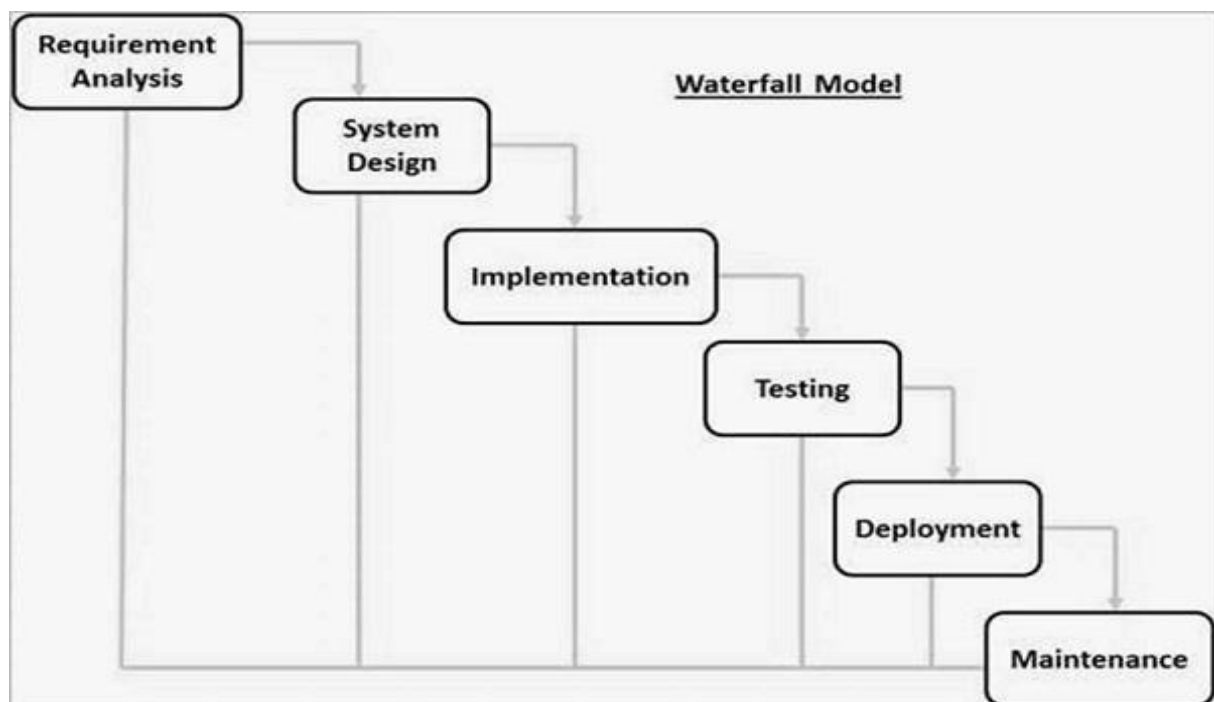 Requirement
Analysis
Waterfall Model
System
Design
Implementation
Testing
Deployment
Maintenance